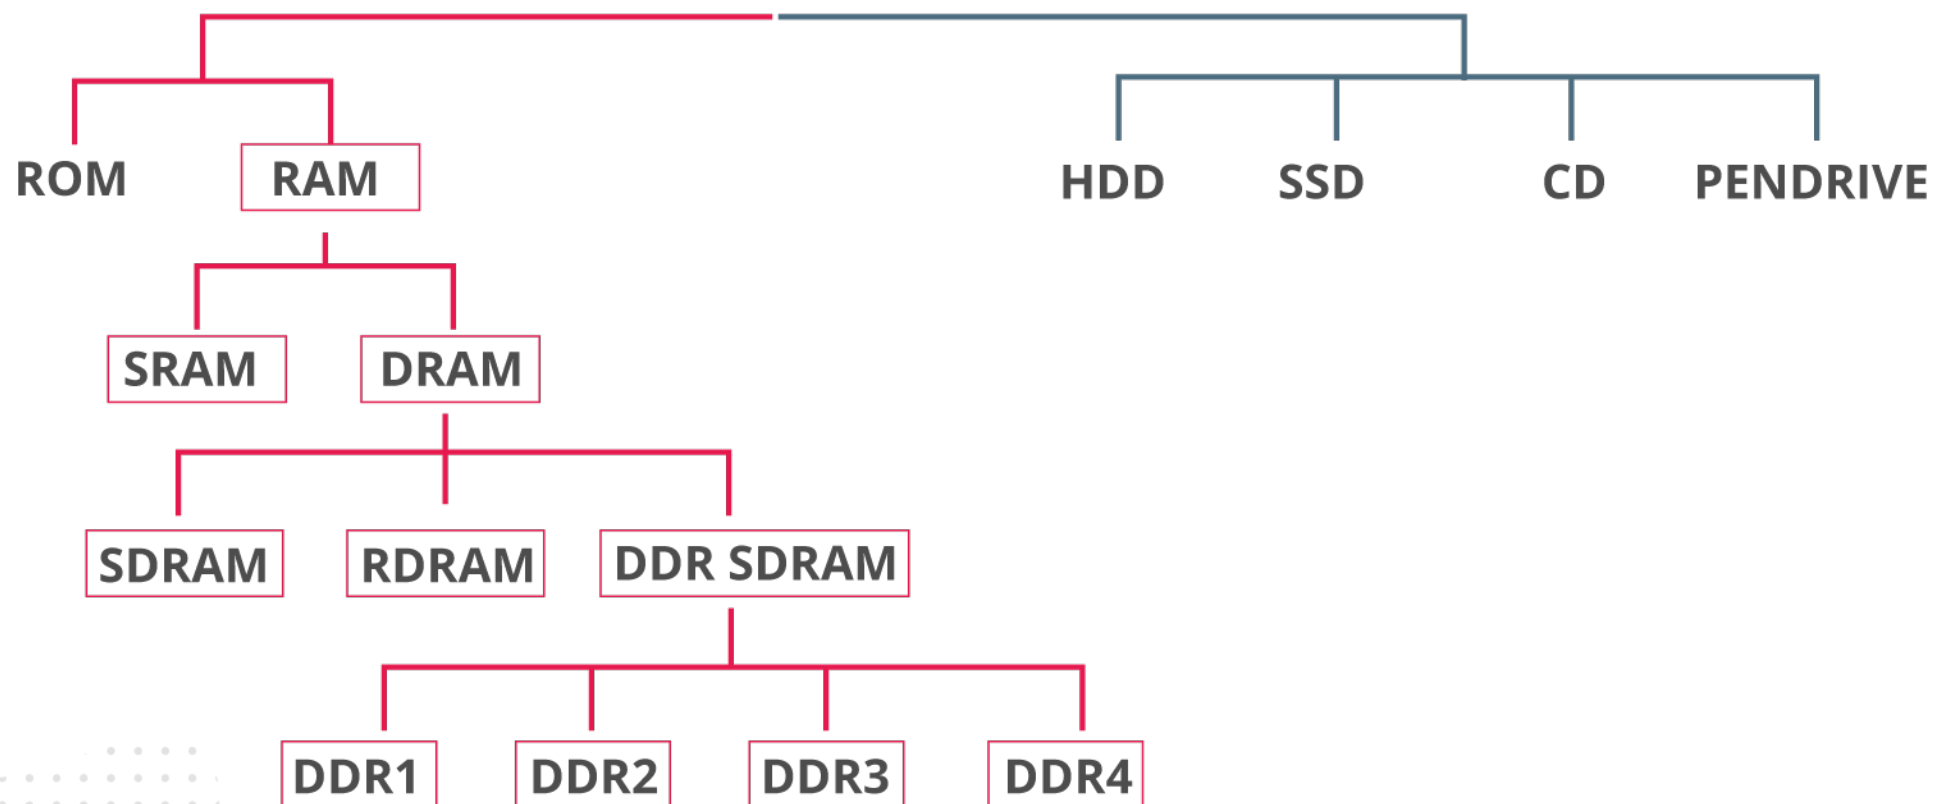 ROM
RAM
HDD
SSD
CD
PENDRIVE
SRAM
DRAM
SDRAM
RDRAM
DDR SDRAM
DDR1
DDR2
DDR3
DDR4